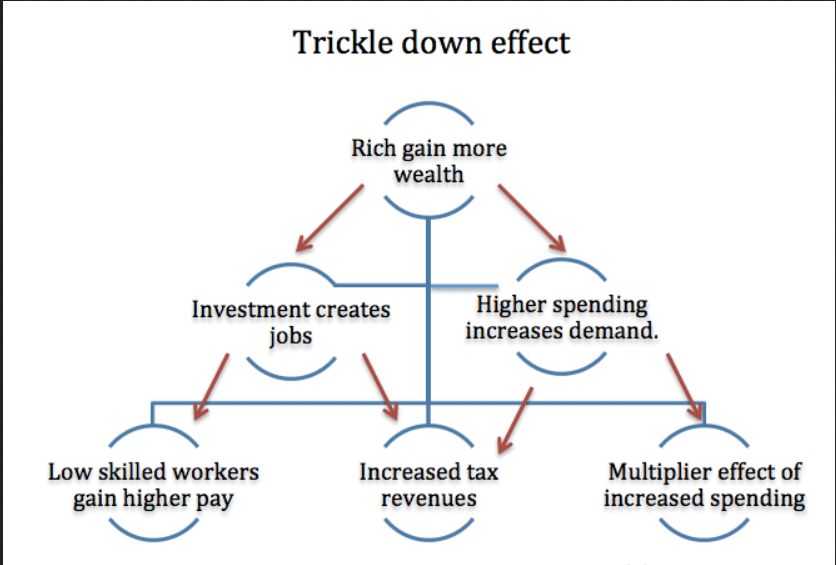 Trickle down effect
Rich gain more
wealth
Investment creates
jobs
Higher spending
increases demand.
Low skilled workers
gain higher pay
Increased tax
revenues
Multiplier effect of
increased spending